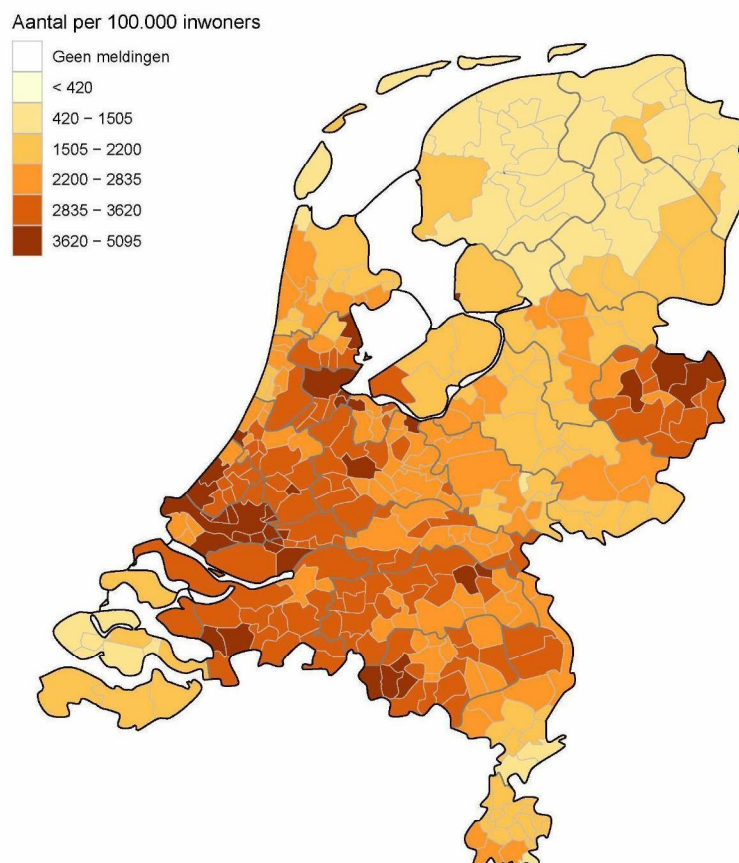 Aantal per 100.000 inwoners
Geen meldingen
< 420
420 − 1505
1505 − 2200
2200 − 2835
2835 − 3620
3620 − 5095